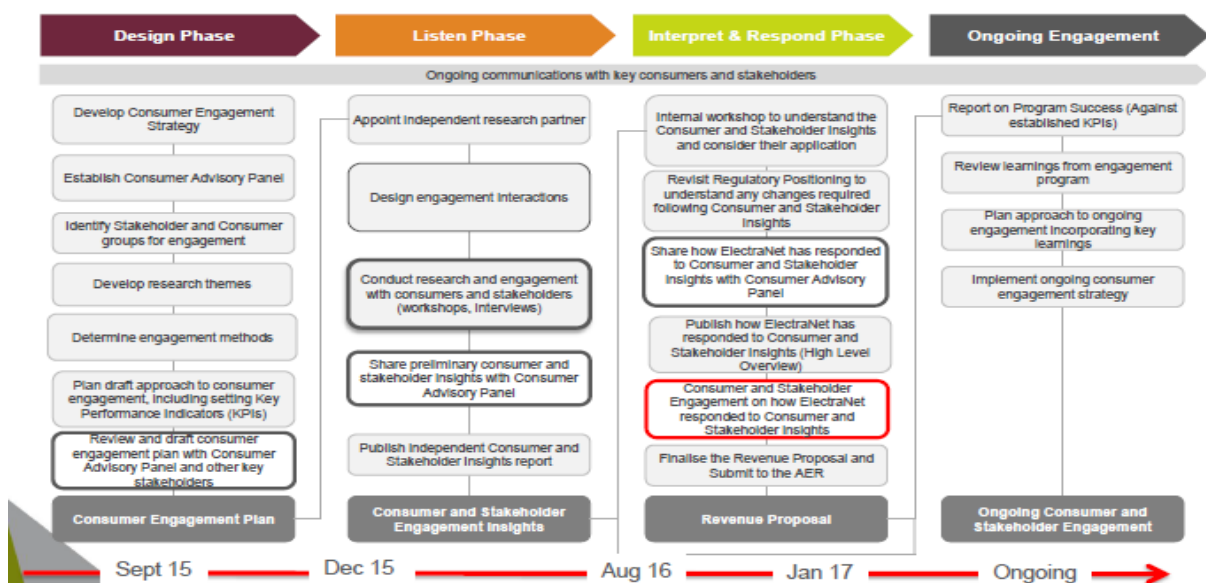 Design Phase
Listen Phase
Interpret & Respond Phase
Ongoing Engagement
Ongoing communications with key consumers and stakeholders
Develop Consumer Engagement
Strategy
Establish Consumer Advisory Panel
Identify Stakeholder and Consumer
groups for engagement
Develop research themes
Determine engagement methods
Plan draft approach to consumer
engagement, including setting Key
Performance Indicators (KPIs)
Review and draft consumer
engagement plan with Consumer
Advisory Panel and other key
stakeholders
Consumer Engagement Plan
Appoint Independent research partner
Design engagement Interactions
Conduct research and engagement
with consumers and stakeholders
(workshops, Interviews)
Share preliminary consumer and
stakeholder Insights with Consumer
Advisory Panel
Publish Independent Consumer and
Stakeholder Insights report
Consumer and Stakeholder
Engagement Insights
Internal workshop to understand the
Consumer and Stakeholder Insights
and consider their application
Revisit Regulatory Positioning to
understand any changes required
following Consumer and Stakeholder
Insights
Share how ElectraNet has responded
to Consumer and Stakeholder
Insights with Consumer Advisory
Panel
Publish how ElectraNet has
responded to Consumer and
Stakeholder Insights (High Level
Overview)
Consumer and Stakeholder
Engagement on how ElectraNet
responded to Consumer and
Stakeholder Insights
Finalise the Revenue Proposal and
Submit to the AER
Revenue Proposal
Report on Program Success (Against
established KPIs)
Review learnings from engagement
program
Plan approach to ongoing
engagement incorporating key
learnings
Implement ongoing consumer
engagement strategy
Ongoing Consumer and
Stakeholder Engagement
Sept 15
Dec 15
Aug 16
Jan 17
Ongoing